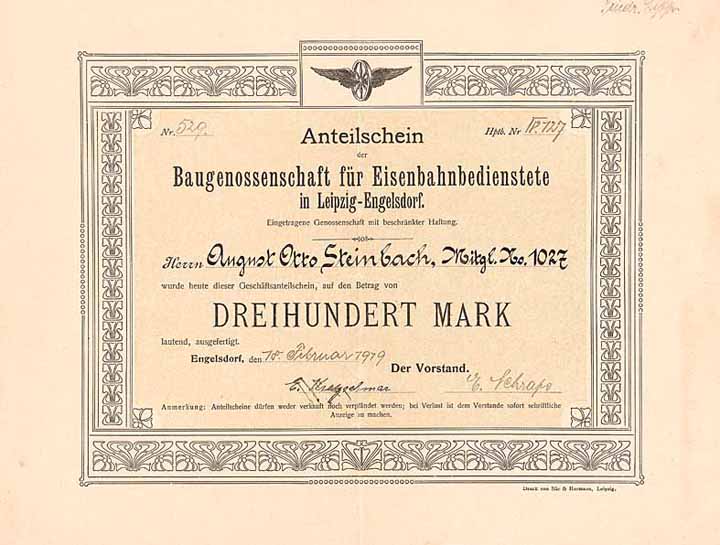 Nr. 529. Hptb. Nr IV. 127
Anteilschein
der
Baugenossenschaft für Eisenbahnbedienstete
in Leipzig-Engelsdorf.
Eingetragene Genossenschaft mit beschränkter Haftung.
Herrn August Otto Steinbach, Mitgl. No. 1027
wurde heute dieser Geschäftsanteilschein, auf den Betrag von
DREIHUNDERT MARK
lautend, ausgefertigt.
Engelsdorf, den 18. Februar 1919
Der Vorstand.
Anmerkung: Anteilscheine dürfen weder verkauft noch verpfändet werden; bei Verlust ist dem Vorstande sofort schriftliche
Anzeige zu machen.
Druck von Bär & Hermann, Leipzig.